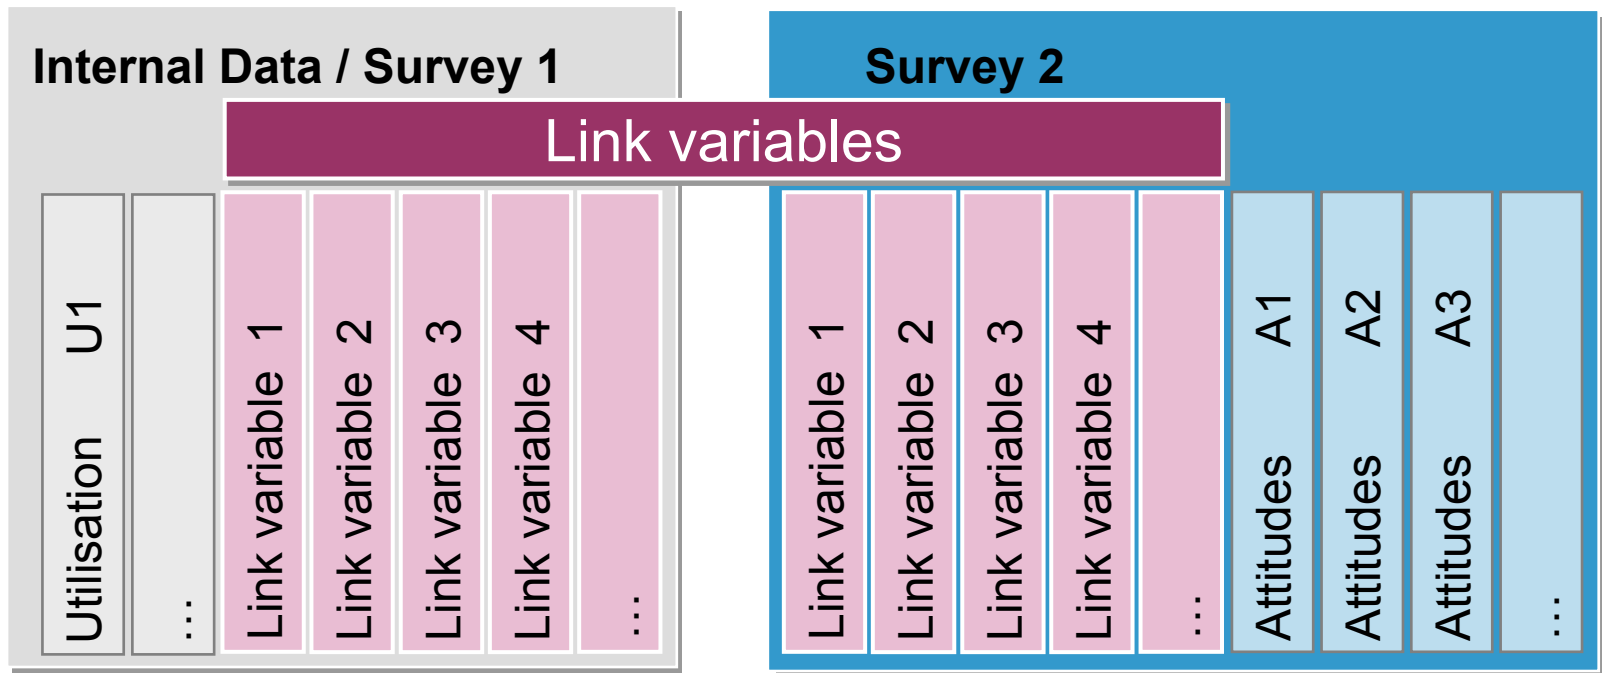 Internal Data / Survey 1
Survey 2
Link variables
Utilisation U1
...
Link variable 1
Link variable 2
Link variable 3
Link variable 4
...
Link variable 1
Link variable 2
Link variable 3
Link variable 4
...
Attitudes A1
Attitudes A2
Attitudes A3
...